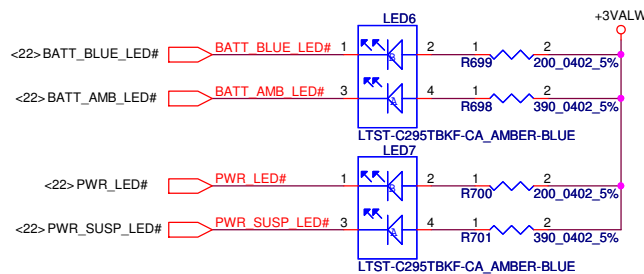 LED6
+3VALW
<22> BATT_BLUE_LED# BATT_BLUE_LED# 1 B 2 1 2
R699 200_0402_5%
<22> BATT_AMB_LED# BATT_AMB_LED# 3 A 4 1 2
R698 390_0402_5%
LTST-C295TBKF-CA_AMBER-BLUE
LED7
<22> PWR_LED# PWR_LED# 1 B 2 1 2
R700 200_0402_5%
<22> PWR_SUSP_LED# PWR_SUSP_LED# 3 A 4 1 2
R701 390_0402_5%
LTST-C295TBKF-CA_AMBER-BLUE